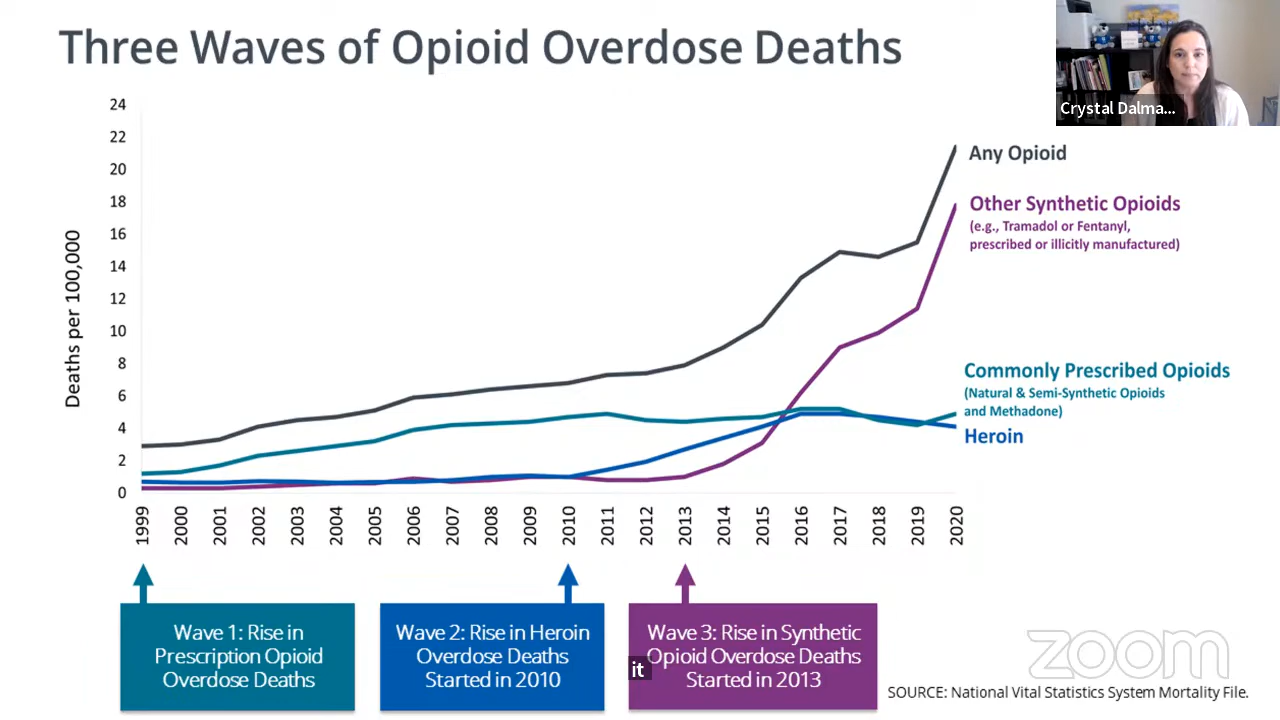 Three Waves of Opioid Overdose Deaths
Crystal Dalma...
Deaths per 100,000
24
22
20
18
16
14
12
10
8
6
4
2
0
1999 2000 2001 2002 2003 2004 2005 2006 2007 2008 2009 2010 2011 2012 2013 2014 2015 2016 2017 2018 2019 2020
Any Opioid
Other Synthetic Opioids
(e.g., Tramadol or Fentanyl,
prescribed or illicitly manufactured)
Commonly Prescribed Opioids
(Natural & Semi-Synthetic Opioids
and Methadone)
Heroin
Wave 1: Rise in
Prescription Opioid
Overdose Deaths
Wave 2: Rise in Heroin
Overdose Deaths
Started in 2010
Wave 3: Rise in Synthetic
Opioid Overdose Deaths
Started in 2013
it
zoom
SOURCE: National Vital Statistics System Mortality File.